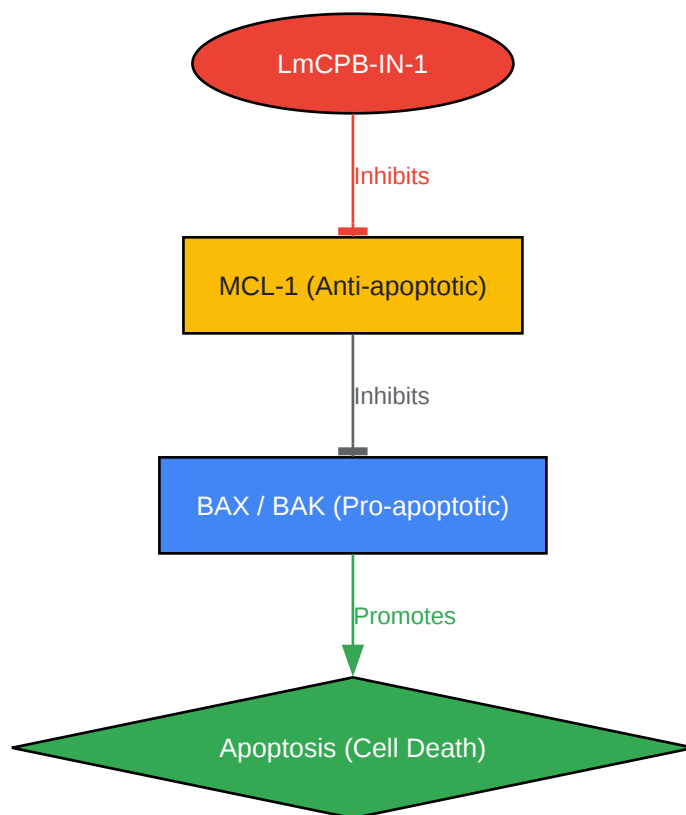 LmCPB-IN-1
Inhibits
MCL-1 (Anti-apoptotic)
Inhibits
BAX / BAK (Pro-apoptotic)
Promotes
Apoptosis (Cell Death)